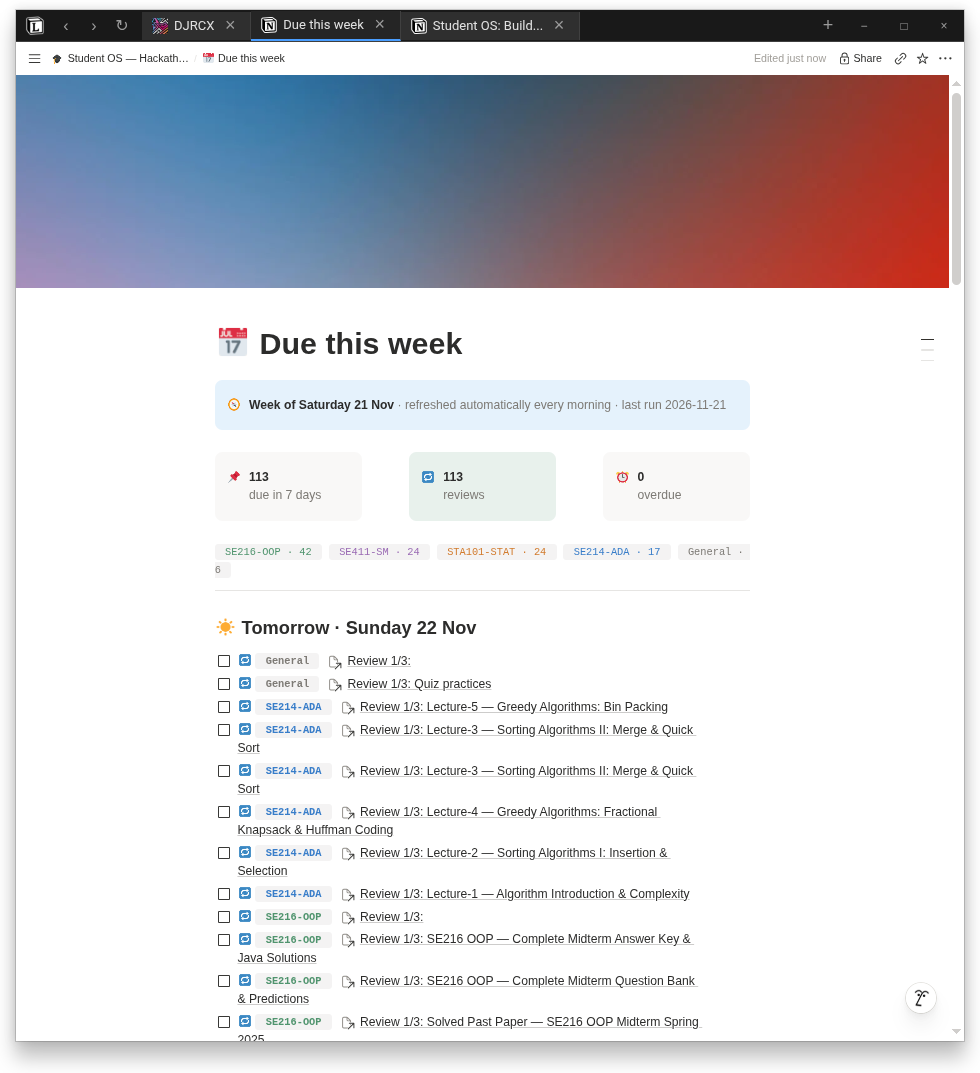 DJRCX
Due this week
Student OS: Build...
Student OS — Hackath… / Due this week
Edited just now
Share
JUL 17 Due this week
Week of Saturday 21 Nov · refreshed automatically every morning · last run 2026-11-21
113
due in 7 days
113
reviews
0
overdue
SE216-OOP · 42 SE411-SM · 24 STA101-STAT · 24 SE214-ADA · 17 General ·
6
Tomorrow · Sunday 22 Nov
General Review 1/3:
General Review 1/3: Quiz practices
SE214-ADA Review 1/3: Lecture-5 — Greedy Algorithms: Bin Packing
SE214-ADA Review 1/3: Lecture-3 — Sorting Algorithms II: Merge & Quick
Sort
SE214-ADA Review 1/3: Lecture-3 — Sorting Algorithms II: Merge & Quick
Sort
SE214-ADA Review 1/3: Lecture-4 — Greedy Algorithms: Fractional
Knapsack & Huffman Coding
SE214-ADA Review 1/3: Lecture-2 — Sorting Algorithms I: Insertion &
Selection
SE214-ADA Review 1/3: Lecture-1 — Algorithm Introduction & Complexity
SE216-OOP Review 1/3:
SE216-OOP Review 1/3: SE216 OOP — Complete Midterm Answer Key &
Java Solutions
SE216-OOP Review 1/3: SE216 OOP — Complete Midterm Question Bank
& Predictions
SE216-OOP Review 1/3: Solved Past Paper — SE216 OOP Midterm Spring
2025